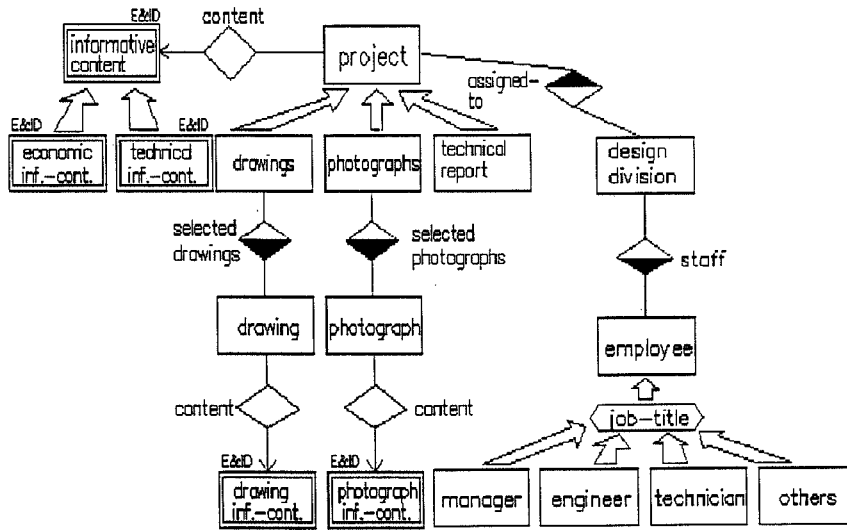 E&ID
content
informative
content
project
assigned-
to
E&ID
E&ID
economic
inf.-cont.
technical
inf.-cont.
drawings
photographs
technical
report
design
division
selected
drawings
selected
photographs
staff
drawing
photograph
employee
content
content
job-title
E&ID
E&ID
drawing
inf.-cont.
photograph
inf.-cont.
manager
engineer
technician
others